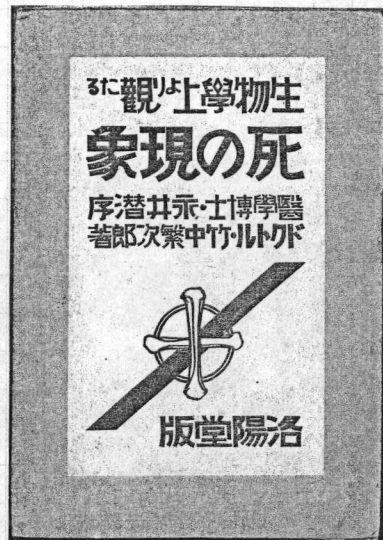 生物學上より觀たる
死の現象
醫學博士・永井潜序
ドクトル・竹中繁次郎著
洛陽堂版